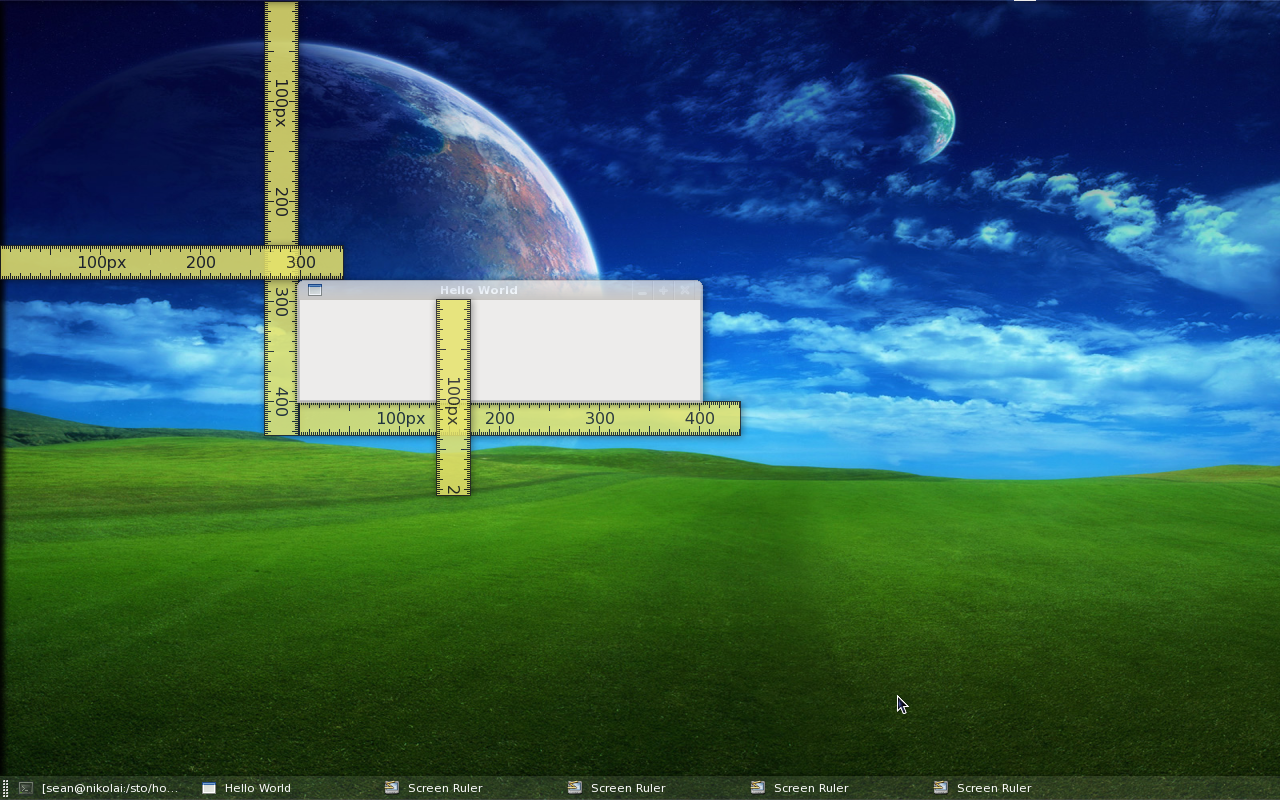 100px
200
100px 200 300
300
Hello World
400
100px
100px 200 300 400
2
[sean@nikolai:/sto/ho... Hello World Screen Ruler Screen Ruler Screen Ruler Screen Ruler